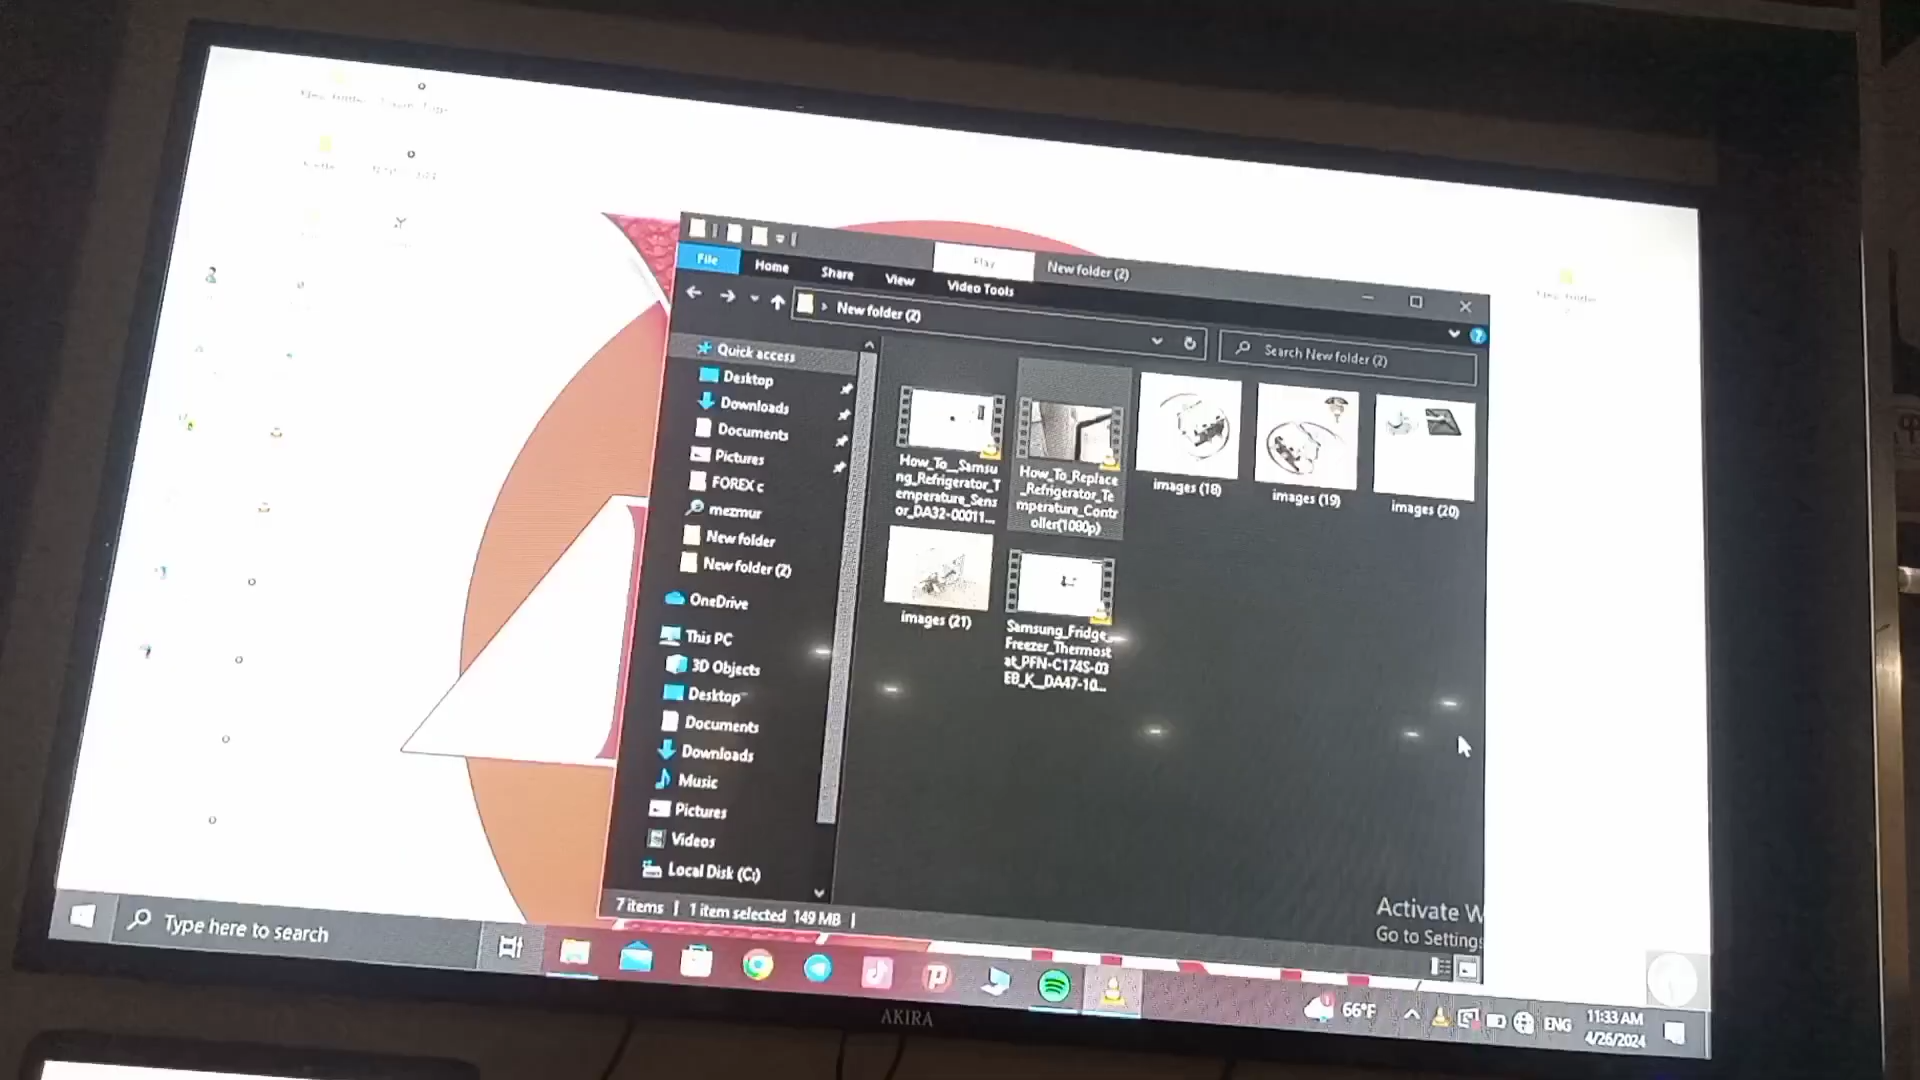 Play
New folder (2)
File Home Share View Video Tools
New folder (2)
Search New folder (2)
Quick access
Desktop
Downloads
Documents
Pictures
FOREX c
mezmur
New folder
New folder (2)
OneDrive
This PC
3D Objects
Desktop
Documents
Downloads
Music
Pictures
Videos
Local Disk (C:)
How_To__Samsu
ng_Refrigerator_T
emperature_Sens
or_DA32-00011...
How_To_Replace
_Refrigerator_Te
mperature_Contr
oller(1080p)
images (18)
images (19)
images (20)
images (21)
Samsung_Fridge_
Freezer_Thermost
at_PFN-C174S-03
EB_K__DA47-10...
7 items 1 item selected 149 MB
Activate W
Go to Settings
New folder
Type here to search
66°F
ENG
11:33 AM
4/26/2024
AKIRA